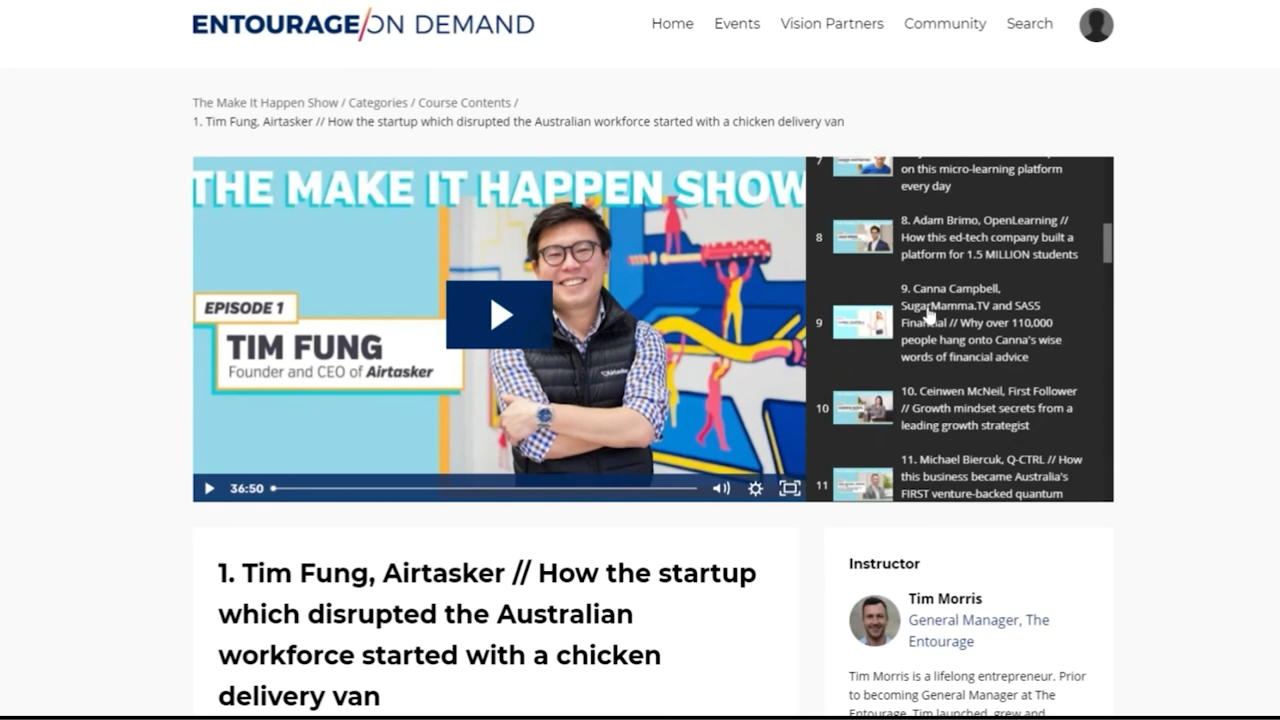 ENTOURAGE/ON DEMAND
Home
Events
Vision Partners
Community
Search
The Make It Happen Show / Categories / Course Contents /
1. Tim Fung, Airtasker // How the startup which disrupted the Australian workforce started with a chicken delivery van
THE MAKE IT HAPPEN SHOW
EPISODE 1
TIM FUNG
Founder and CEO of Airtasker
36:50
7
on this micro-learning platform
every day
8
8. Adam Brimo, OpenLearning //
How this ed-tech company built a
platform for 1.5 MILLION students
9
9. Canna Campbell,
SugarMamma.TV and SASS
Financial // Why over 110,000
people hang onto Canna's wise
words of financial advice
10
10. Ceinwen McNeil, First Follower
// Growth mindset secrets from a
leading growth strategist
11
11. Michael Biercuk, Q-CTRL // How
this business became Australia's
FIRST venture-backed quantum
1. Tim Fung, Airtasker // How the startup
which disrupted the Australian
workforce started with a chicken
delivery van
Instructor
Tim Morris
General Manager, The
Entourage
Tim Morris is a lifelong entrepreneur. Prior
to becoming General Manager at The
Entourage, Tim launched, grew and